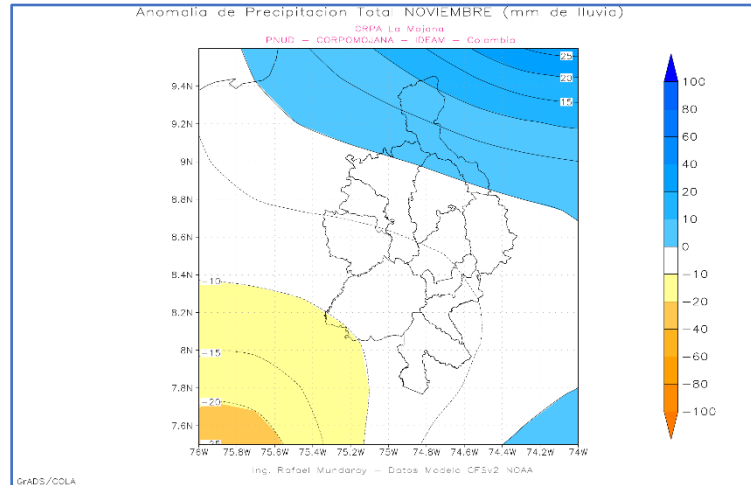 Anomalia de Precipitacion Total NOVIEMBRE (mm de lluvia)
CRPA La Mojana
PNUD – CORPOMOJANA – IDEAM – Colombia
25
20
15
9.4N
9.2N
9N
8.8N
8.6N
8.4N
8.2N
8N
7.8N
7.6N
-10
-15
-20
-25
76W 75.8W 75.6W 75.4W 75.2W 75W 74.8W 74.6W 74.4W 74.2W 74W
100
80
60
40
20
0
-10
-20
-40
-60
-80
-100
Ing. Rafael Mundaray – Datos Modelo CFSv2 NOAA
GrADS/COLA